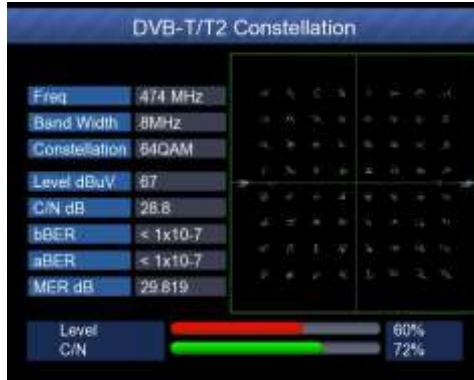 DVB-T/T2 Constellation
Freq 474 MHz
Band Width 8MHz
Constellation 64QAM
Level dBuV 67
C/N dB 28.8
bBER < 1x10-7
aBER < 1x10-7
MER dB 29.819
Level 60%
C/N 72%